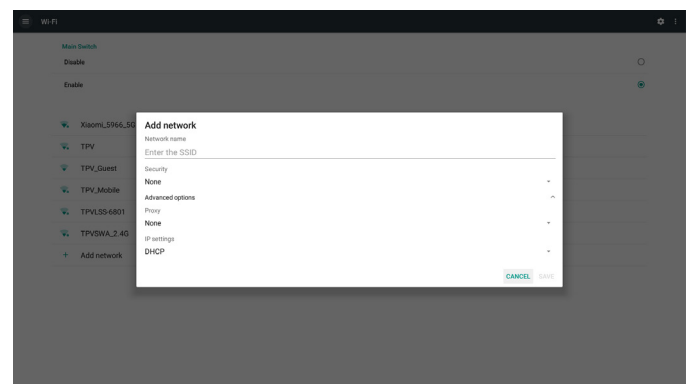 Wi-Fi
Main Switch
Disable
Enable
Xiaomi_5966_5G
TPV
TPV_Guest
TPV_Mobile
TPVLSS-6801
TPVSWA_2.4G
Add network
Add network
Network name
Enter the SSID
Security
None
Advanced options
Proxy
None
IP settings
DHCP
CANCEL SAVE